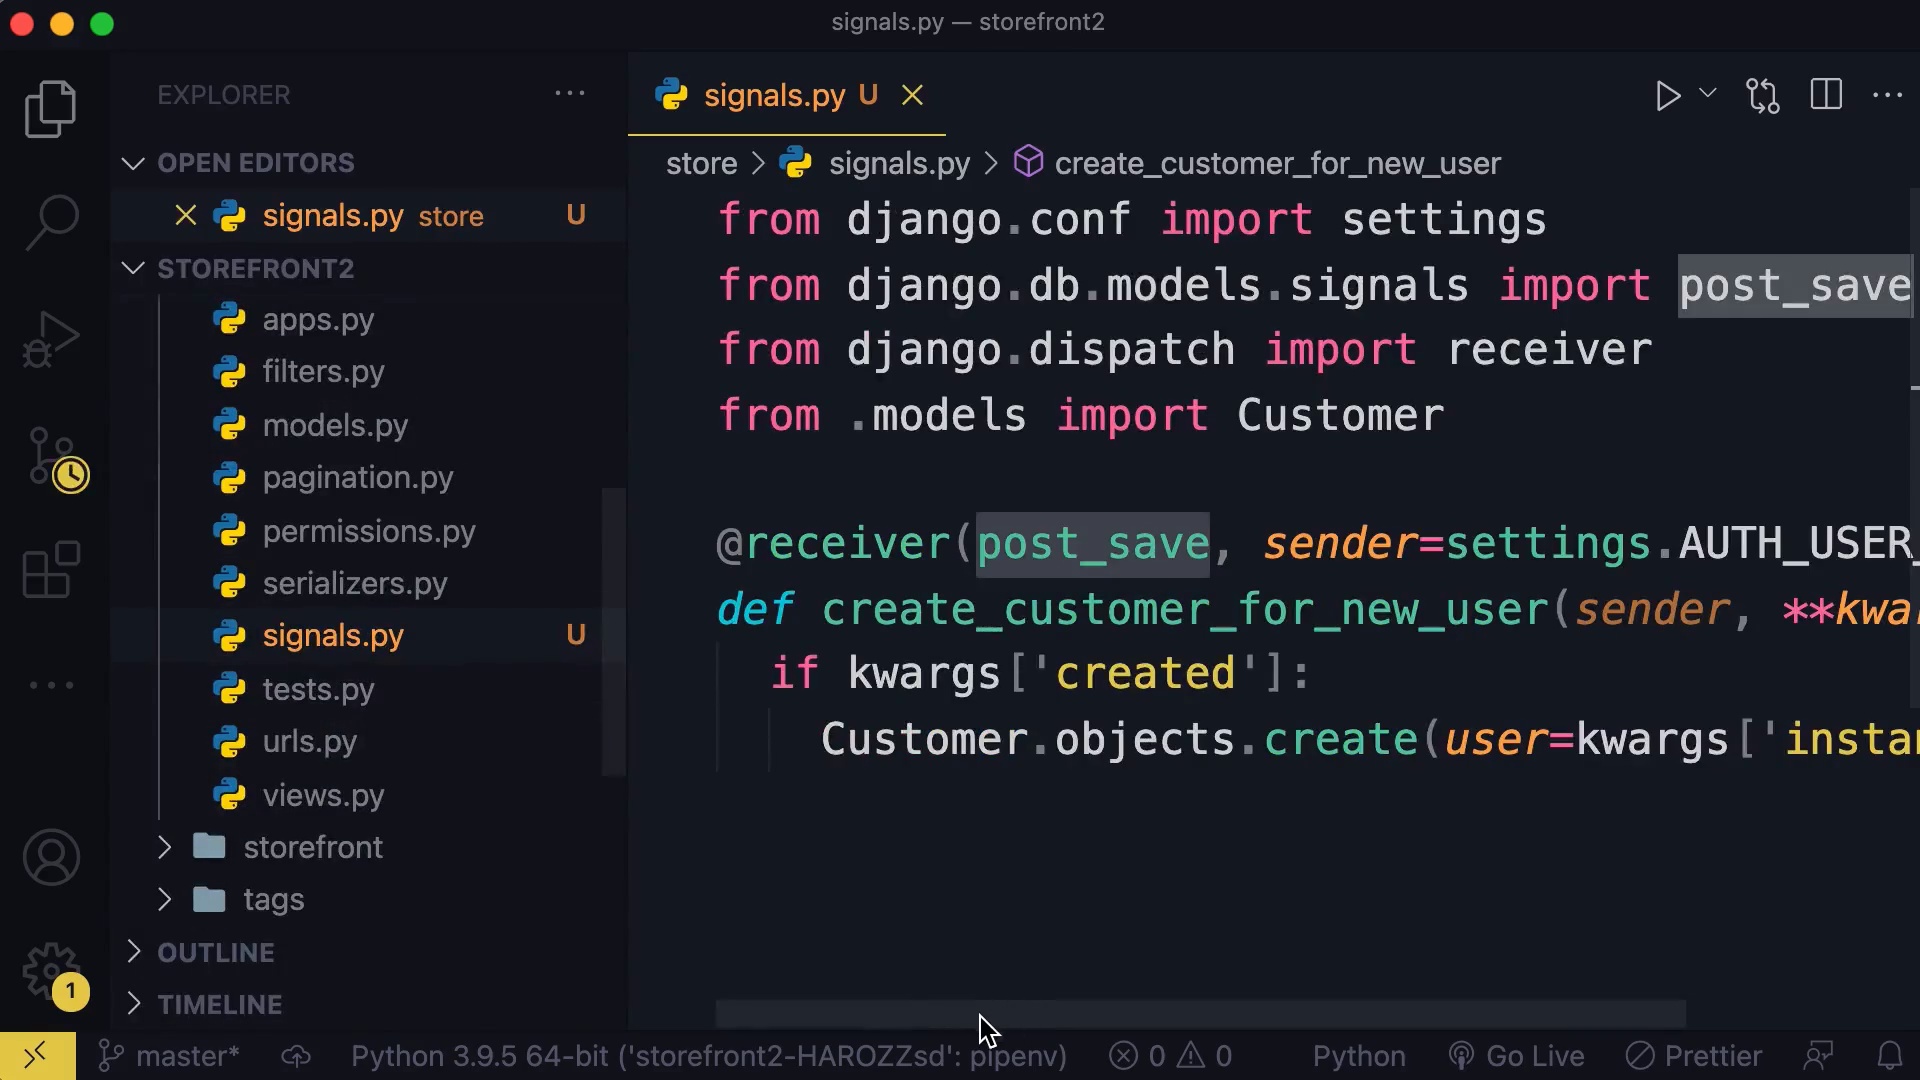 signals.py — storefront2
EXPLORER
OPEN EDITORS
signals.py store U
STOREFRONT2
apps.py
filters.py
models.py
pagination.py
permissions.py
serializers.py
signals.py U
tests.py
urls.py
views.py
storefront
tags
OUTLINE
TIMELINE
1
signals.py U
store > signals.py > create_customer_for_new_user
from django.conf import settings
from django.db.models.signals import post_save
from django.dispatch import receiver
from .models import Customer
@receiver(post_save, sender=settings.AUTH_USER_
def create_customer_for_new_user(sender, **kwa
if kwargs['created']:
Customer.objects.create(user=kwargs['insta
master* Python 3.9.5 64-bit ('storefront2-HAROZZsd': pipenv) 0 0 Python Go Live Prettier